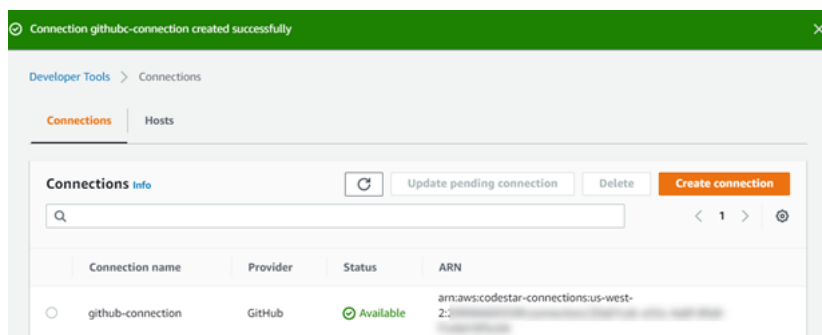 Connection githubc-connection created successfully
Developer Tools > Connections
Connections Hosts
Connections Info Update pending connection Delete Create connection
< 1 >
Connection name Provider Status ARN
github-connection GitHub Available arn:aws:codestar-connections:us-west-
2: